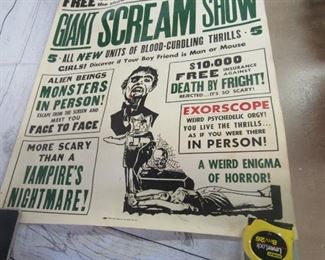 FREE
GIANT SCREAM SHOW
5 · ALL NEW UNITS OF BLOOD-CURDLING THRILLS · 5
GIRLS! Discover if Your Boy Friend is Man or Mouse
ALIEN BEINGS
MONSTERS
IN PERSON!
ESCAPE FROM THE SCREEN AND
MEET YOU
FACE TO FACE
MORE SCARY
THAN A
VAMPIRE'S
NIGHTMARE!
$10,000
FREE INSURANCE AGAINST
DEATH BY FRIGHT!
REJECTED... IT'S SO SCARY!
EXORSCOPE
WEIRD PSYCHEDELIC ORGY!
YOU LIVE THE THRILLS...
AS IF YOU WERE THERE
IN PERSON!
A WEIRD ENIGMA
OF HORROR!
LeverLock
8m/26